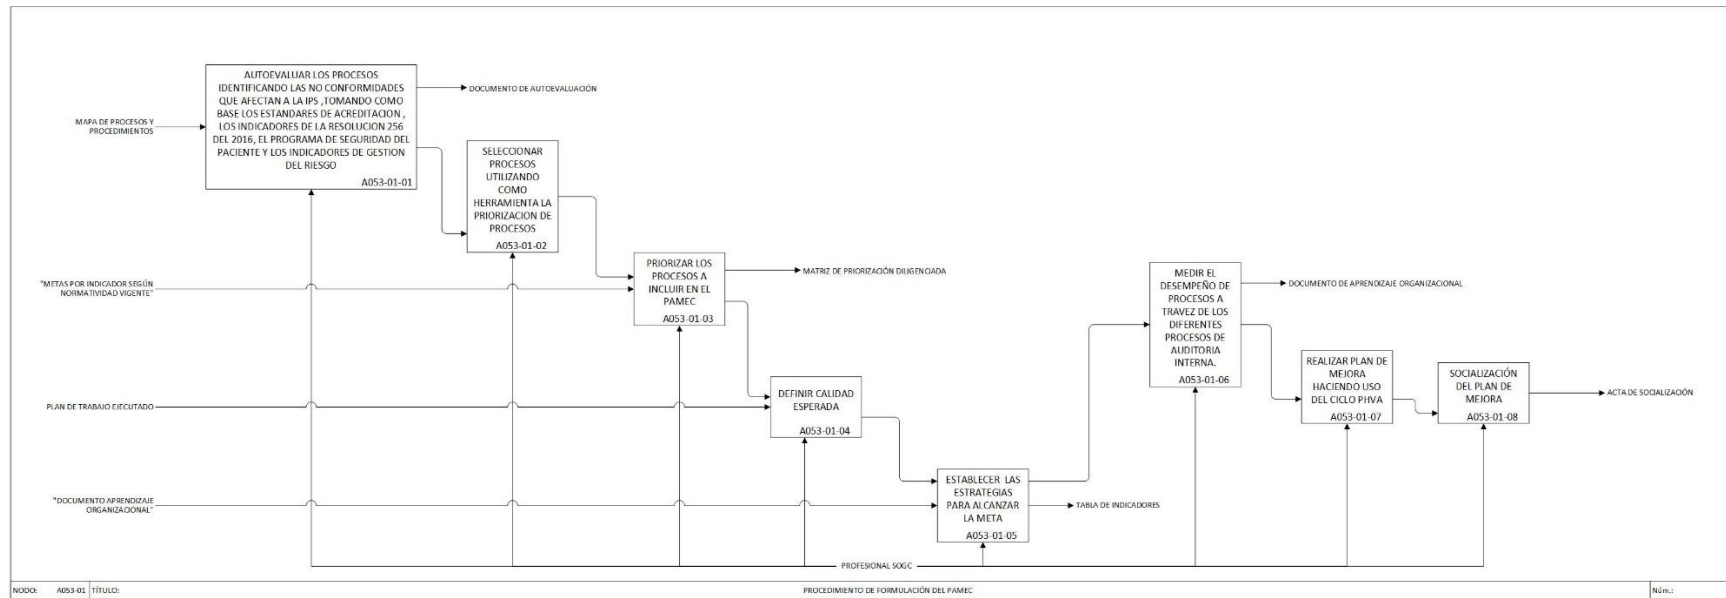 AUTOEVALUAR LOS PROCESOS
IDENTIFICANDO LAS NO CONFORMIDADES
QUE AFECTAN A LA IPS ,TOMANDO COMO
BASE LOS ESTANDARES DE ACREDITACION ,
LOS INDICADORES DE LA RESOLUCION 256
DEL 2016, EL PROGRAMA DE SEGURIDAD DEL
PACIENTE Y LOS INDICADORES DE GESTION
DEL RIESGO
A053-01-01
DOCUMENTO DE AUTOEVALUACIÓN
MAPA DE PROCESOS Y
PROCEDIMIENTOS
SELECCIONAR
PROCESOS
UTILIZANDO
COMO
HERRAMIENTA LA
PRIORIZACION DE
PROCESOS
A053-01-02
PRIORIZAR LOS
PROCESOS A
INCLUIR EN EL
PAMEC
A053-01-03
MATRIZ DE PRIORIZACIÓN DILIGENCIADA
"METAS POR INDICADOR SEGÚN
NORMATIVIDAD VIGENTE"
DEFINIR CALIDAD
ESPERADA
A053-01-04
PLAN DE TRABAJO EJECUTADO
ESTABLECER LAS
ESTRATEGIAS
PARA ALCANZAR
LA META
A053-01-05
TABLA DE INDICADORES
"DOCUMENTO APRENDIZAJE
ORGANIZACIONAL"
MEDIR EL
DESEMPEÑO DE
PROCESOS A
TRAVEZ DE LOS
DIFERENTES
PROCESOS DE
AUDITORIA
INTERNA.
A053-01-06
DOCUMENTO DE APRENDIZAJE ORGANIZACIONAL
REALIZAR PLAN DE
MEJORA
HACIENDO USO
DEL CICLO PHVA
A053-01-07
SOCIALIZACIÓN
DEL PLAN DE
MEJORA
A053-01-08
ACTA DE SOCIALIZACIÓN
PROFESIONAL SOGC
NODO: A053-01 TÍTULO: PROCEDIMIENTO DE FORMULACIÓN DEL PAMEC Núm.: